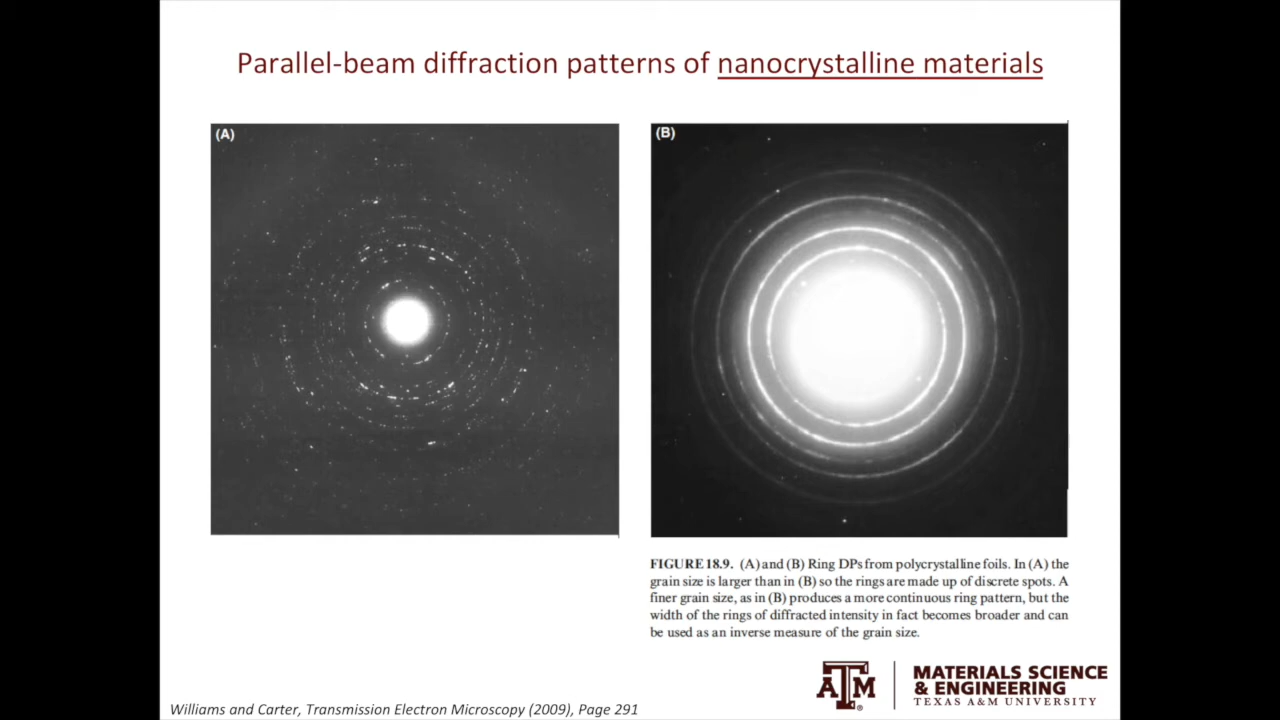 Parallel-beam diffraction patterns of nanocrystalline materials
(A)
(B)
FIGURE 18.9. (A) and (B) Ring DPs from polycrystalline foils. In (A) the
grain size is larger than in (B) so the rings are made up of discrete spots. A
finer grain size, as in (B) produces a more continuous ring pattern, but the
width of the rings of diffracted intensity in fact becomes broader and can
be used as an inverse measure of the grain size.
ATM
MATERIALS SCIENCE
& ENGINEERING
TEXAS A&M UNIVERSITY
Williams and Carter, Transmission Electron Microscopy (2009), Page 291